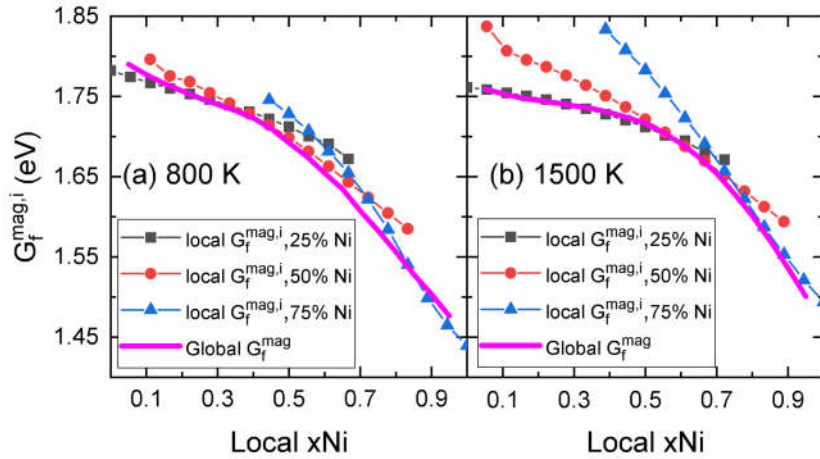 G_f^mag,i (eV)
1.85
1.75
1.65
1.55
1.45
(a) 800 K
local G_f^mag,i,25% Ni
local G_f^mag,i,50% Ni
local G_f^mag,i,75% Ni
Global G_f^mag
0.1 0.3 0.5 0.7 0.9
Local xNi
(b) 1500 K
local G_f^mag,i,25% Ni
local G_f^mag,i,50% Ni
local G_f^mag,i,75% Ni
Global G_f^mag
0.1 0.3 0.5 0.7 0.9
Local xNi